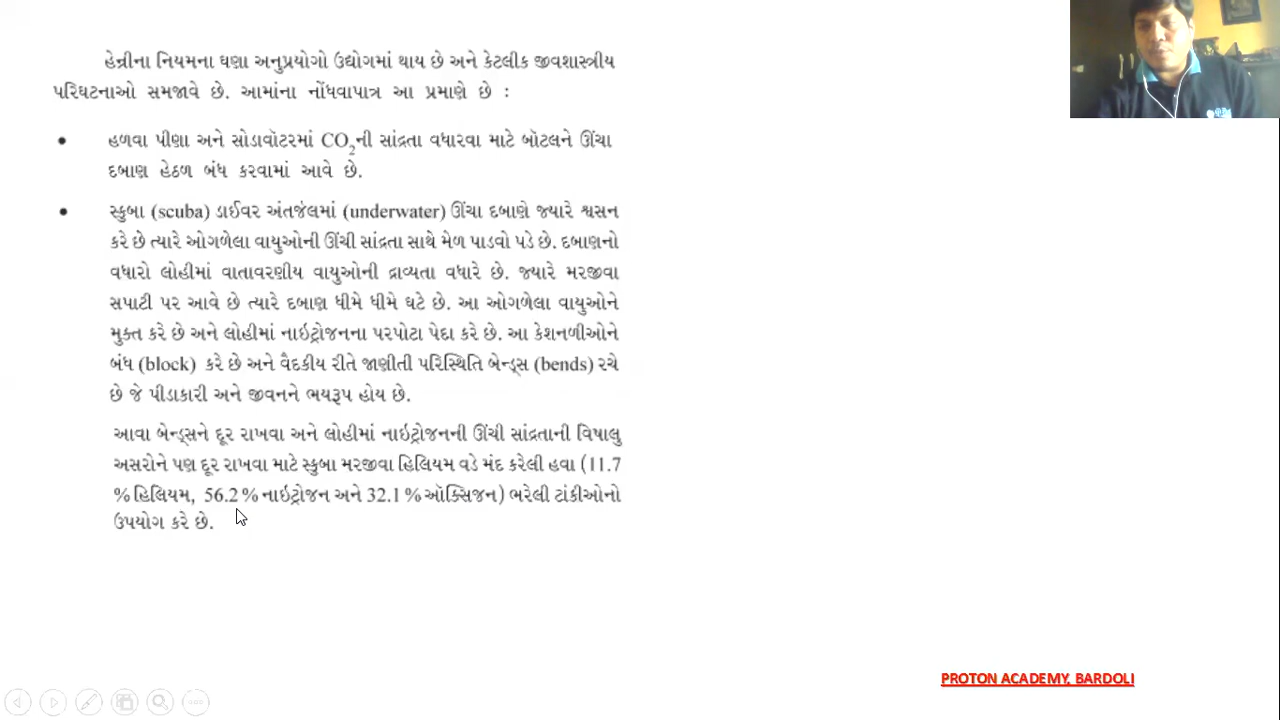 હેન્રીના નિયમના ઘણા અનુપ્રયોગો ઉદ્યોગમાં થાય છે અને કેટલીક જીવશાસ્ત્રીય
પરિઘટનાઓ સમજાવે છે. આમાંના નોંધવાપાત્ર આ પ્રમાણે છે :
• હળવા પીણા અને સોડાવૉટરમાં CO₂ની સાંદ્રતા વધારવા માટે બૉટલને ઊંચા
દબાણ હેઠળ બંધ કરવામાં આવે છે.
• સ્કુબા (scuba) ડાઈવર અંતર્જલમાં (underwater) ઊંચા દબાણે જ્યારે શ્વસન
કરે છે ત્યારે ઓગળેલા વાયુઓની ઊંચી સાંદ્રતા સાથે મેળ પાડવો પડે છે. દબાણનો
વધારો લોહીમાં વાતાવરણીય વાયુઓની દ્રાવ્યતા વધારે છે. જ્યારે મરજીવા
સપાટી પર આવે છે ત્યારે દબાણ ધીમે ધીમે ઘટે છે. આ ઓગળેલા વાયુઓને
મુક્ત કરે છે અને લોહીમાં નાઇટ્રોજનના પરપોટા પેદા કરે છે. આ કેશનળીઓને
બંધ (block) કરે છે અને વૈદકીય રીતે જાણીતી પરિસ્થિતિ બેન્ડ્સ (bends) રચે
છે જે પીડાકારી અને જીવનને ભયરૂપ હોય છે.
આવા બેન્ડ્સને દૂર રાખવા અને લોહીમાં નાઇટ્રોજનની ઊંચી સાંદ્રતાની વિષાલુ
અસરોને પણ દૂર રાખવા માટે સ્કુબા મરજીવા હિલિયમ વડે મંદ કરેલી હવા (11.7
% હિલિયમ, 56.2 % નાઇટ્રોજન અને 32.1 % ઑક્સિજન) ભરેલી ટાંકીઓનો
ઉપયોગ કરે છે.
PROTON ACADEMY, BARDOLI